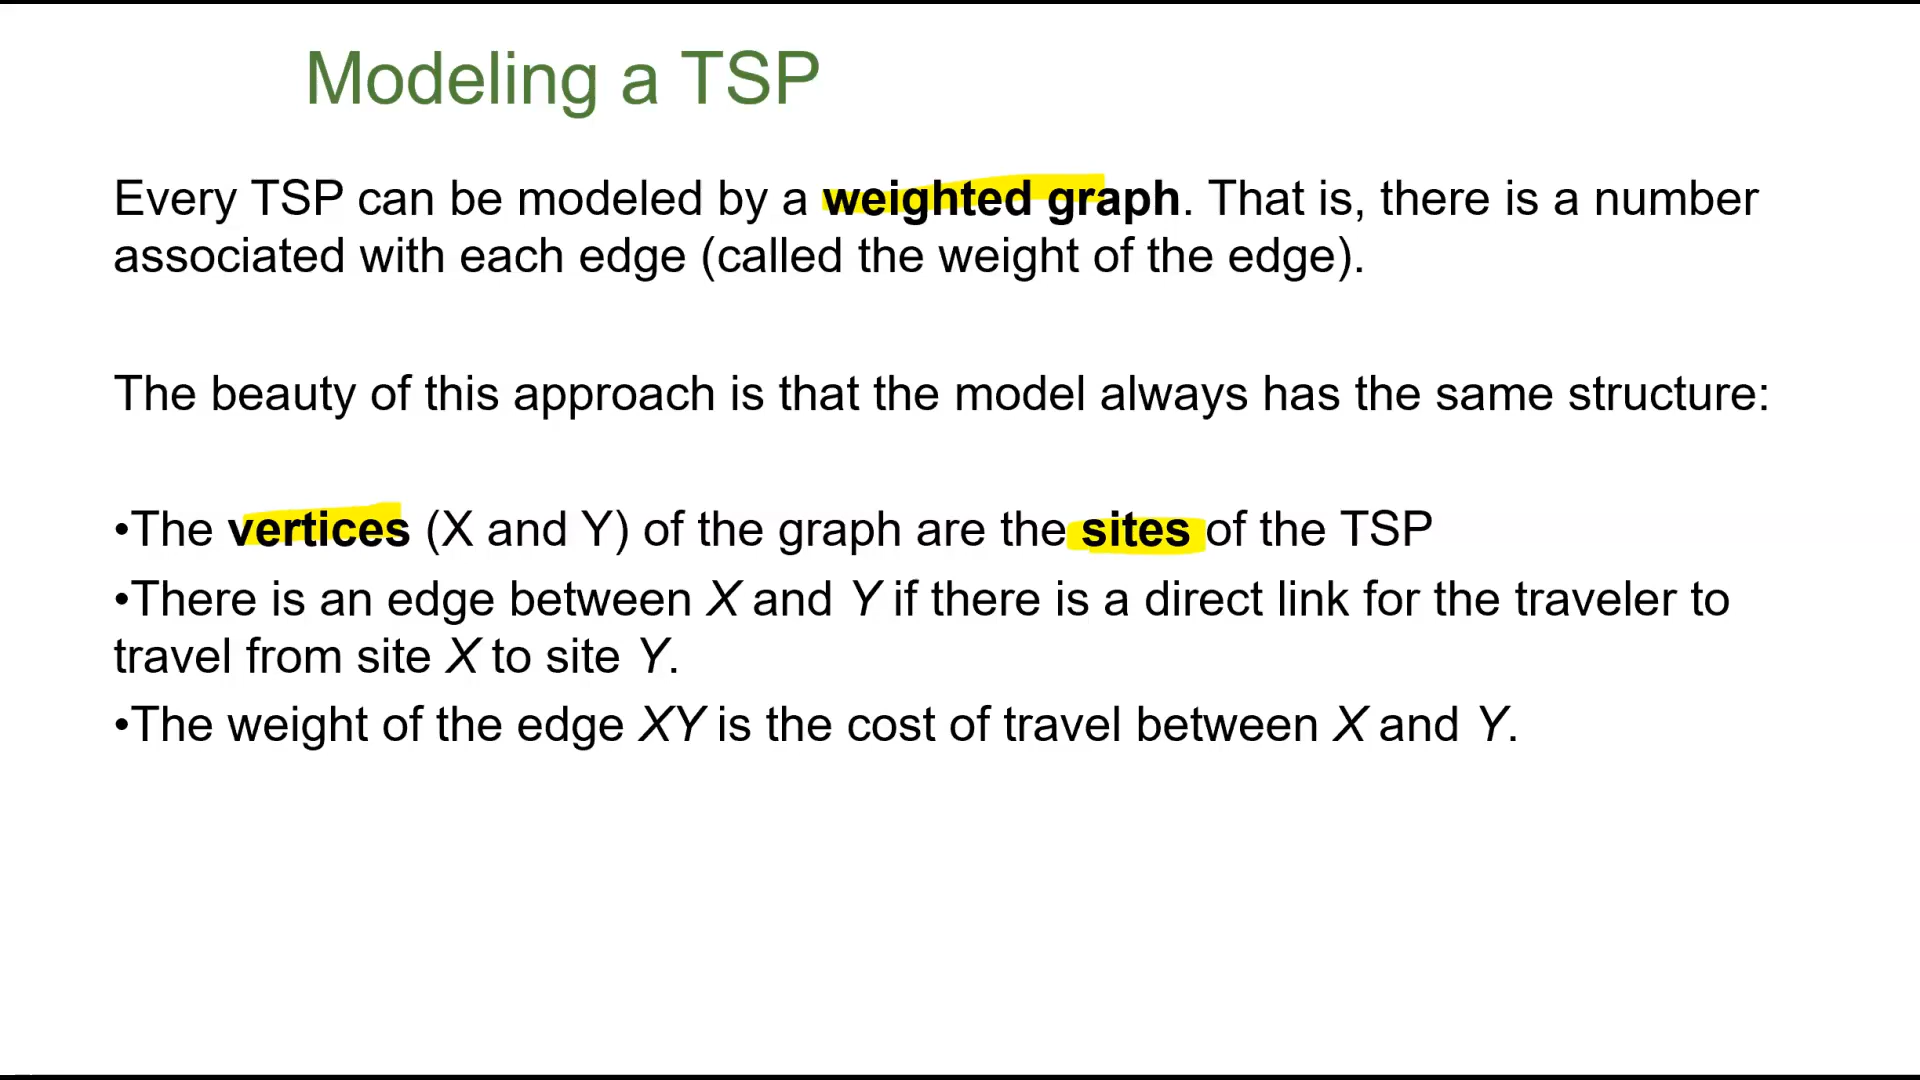 Modeling a TSP
Every TSP can be modeled by a weighted graph. That is, there is a number
associated with each edge (called the weight of the edge).
The beauty of this approach is that the model always has the same structure:
•The vertices (X and Y) of the graph are the sites of the TSP
•There is an edge between X and Y if there is a direct link for the traveler to
travel from site X to site Y.
•The weight of the edge XY is the cost of travel between X and Y.